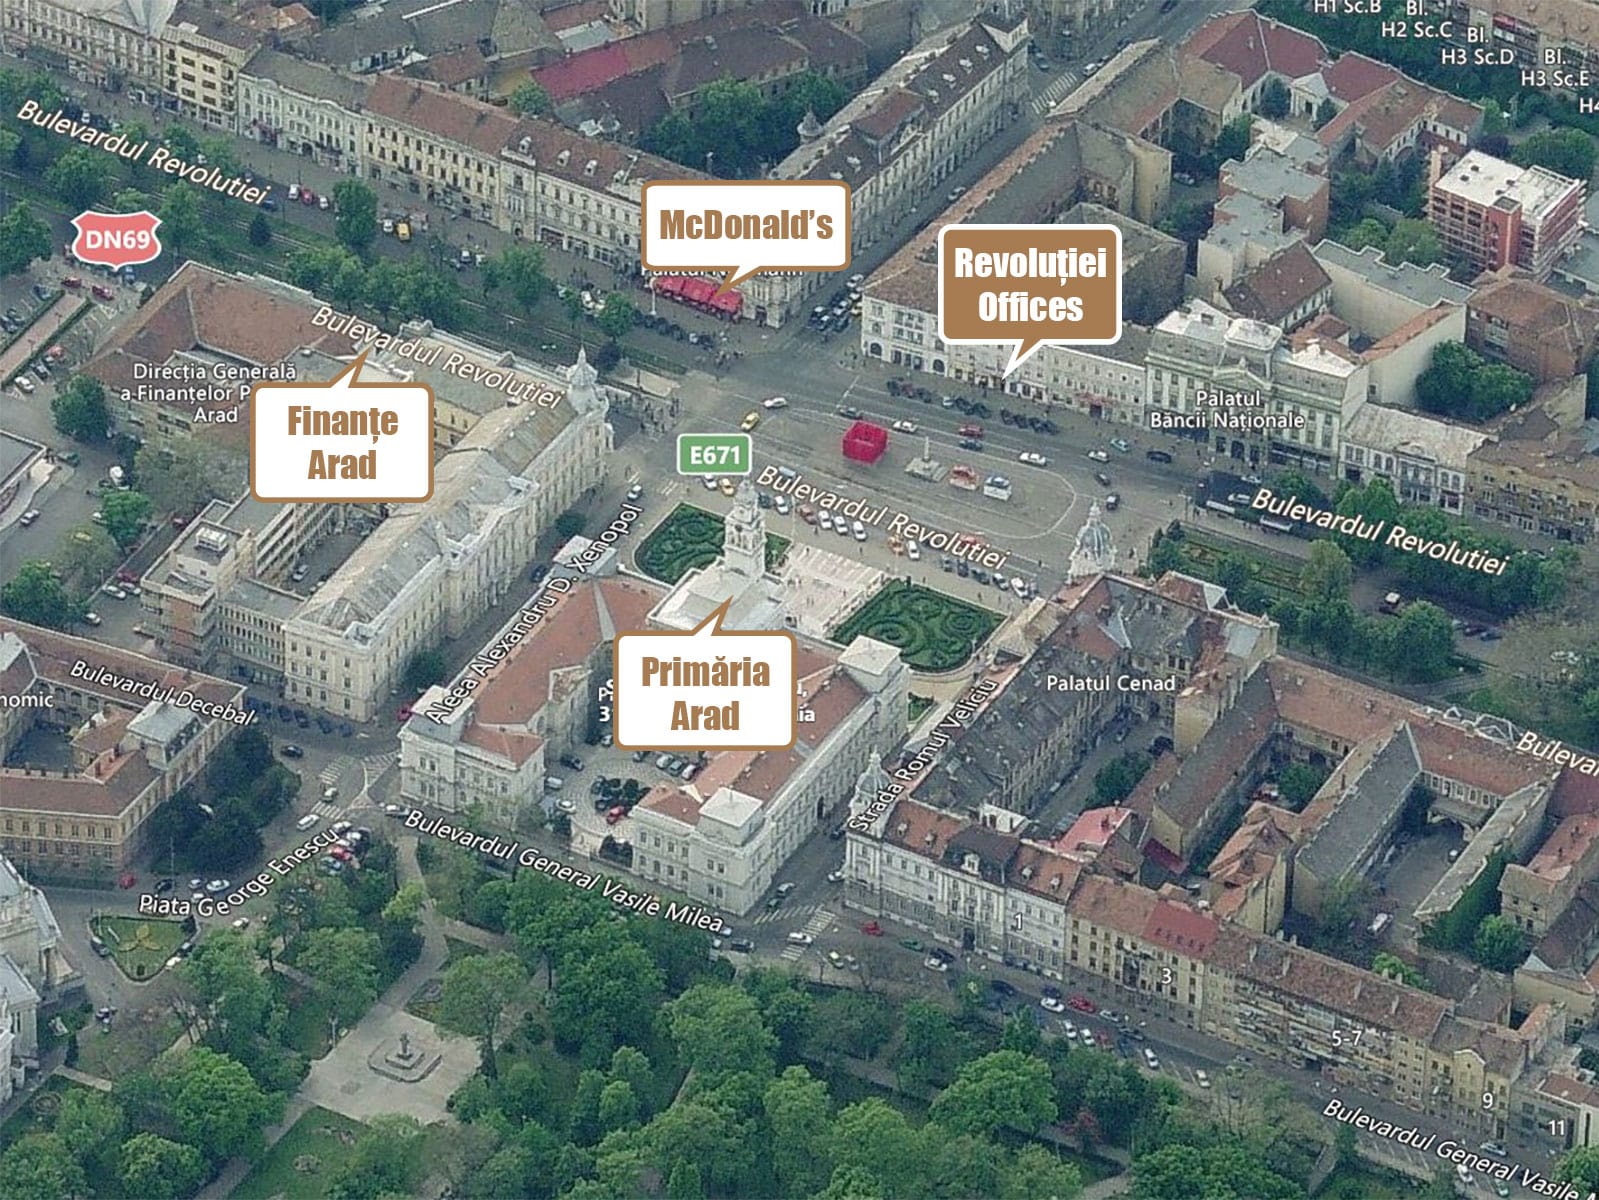 H1 Sc.B
Bl.
H2 Sc.C
Bl.
H3 Sc.D
Bl.
H3 Sc.E
Bulevardul Revolutiei
DN69
McDonald's
Revoluției
Offices
Bulevardul Revolutiei
Direcția Generală
a Finanțelor P
Arad
Finanțe
Arad
Palatul
Băncii Naționale
E671
Bulevardul Revolutiei
Bulevardul Revolutiei
Aleea Alexandru D. Xenopol
Primăria
Arad
Palatul Cenad
Bulevardul Decebal
nomic
Strada Romul Veliciu
Buleva
Bulevardul General Vasile Milea
Piata George Enescu
1
3
5-7
9
11
Bulevardul General Vasile